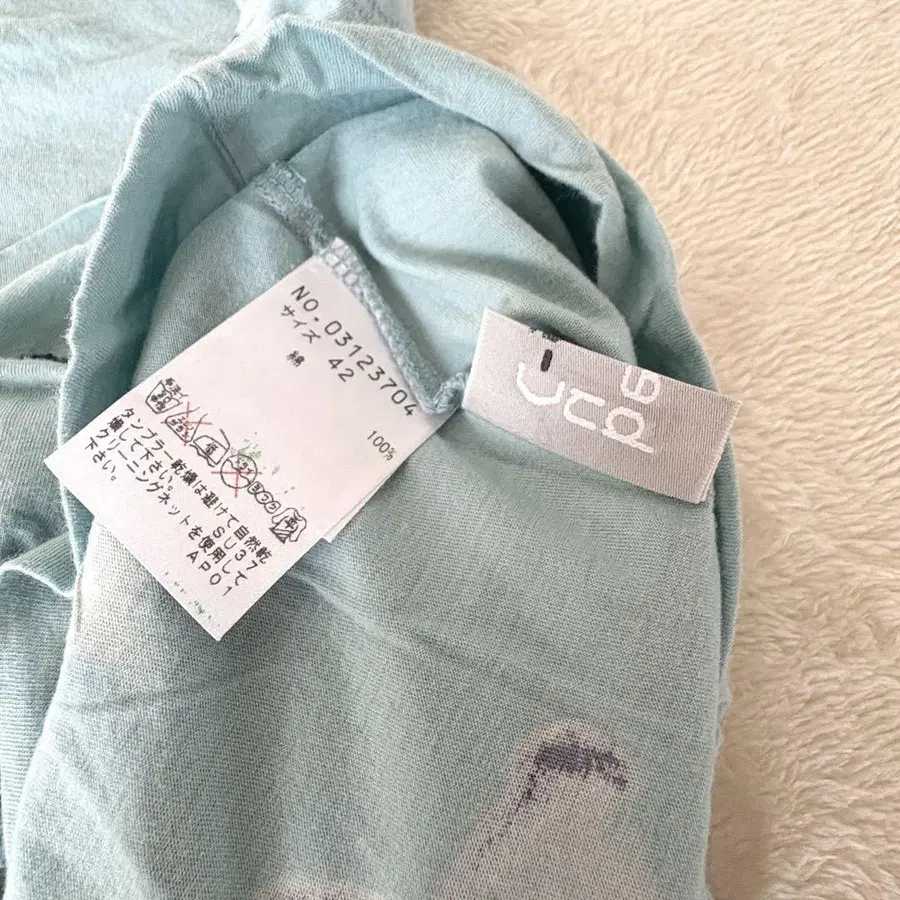 NO.03123704
サイズ 42
綿 100%
タンブラー乾燥は避けて自然乾
燥して下さい。 SU37
クリーニングネットを使用して
下さい。 AP01